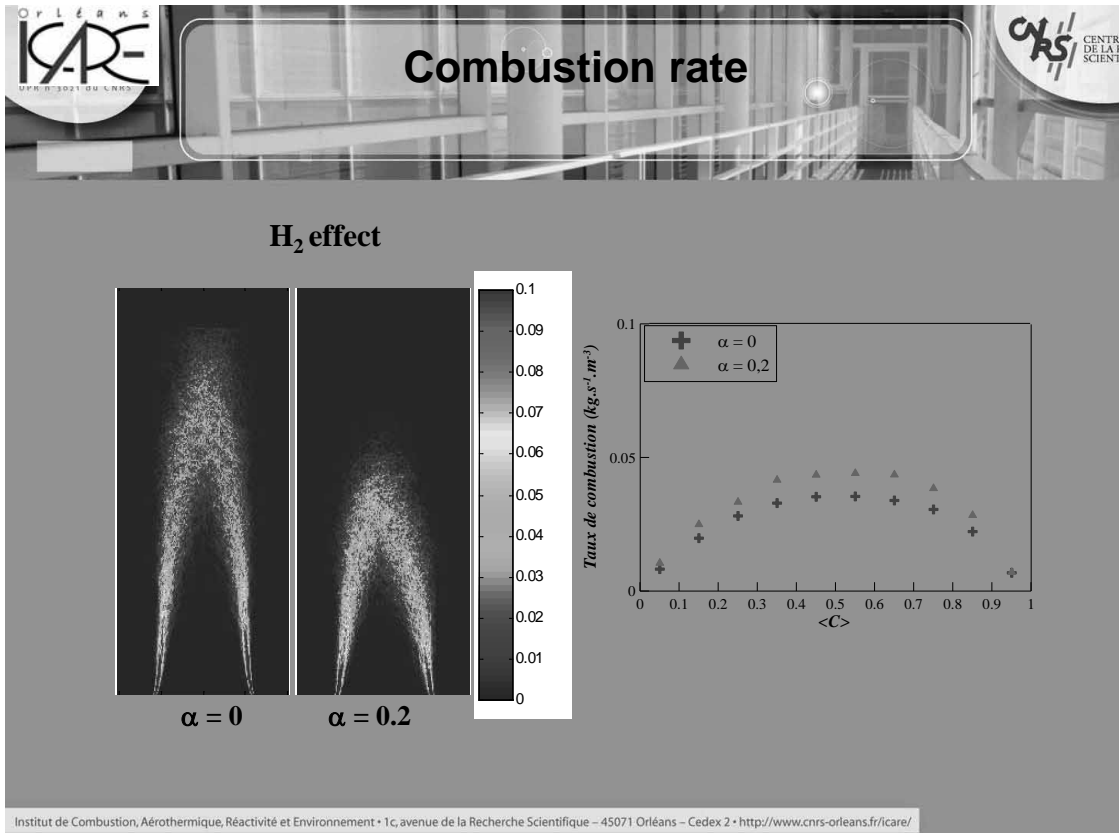 Orléans
ICARE
UPR n°3021 du CNRS
Combustion rate
CNRS
CENTR
DE LA
SCIENT
H₂ effect
0.1
0.09
0.08
0.07
0.06
0.05
0.04
0.03
0.02
0.01
0
α = 0
α = 0.2
Taux de combustion (kg.s⁻¹.m⁻³)
0.1
0.05
0
α = 0
α = 0,2
0 0.1 0.2 0.3 0.4 0.5 0.6 0.7 0.8 0.9 1
<C>
Institut de Combustion, Aérothermique, Réactivité et Environnement • 1c, avenue de la Recherche Scientifique – 45071 Orléans – Cedex 2 • http://www.cnrs-orleans.fr/icare/